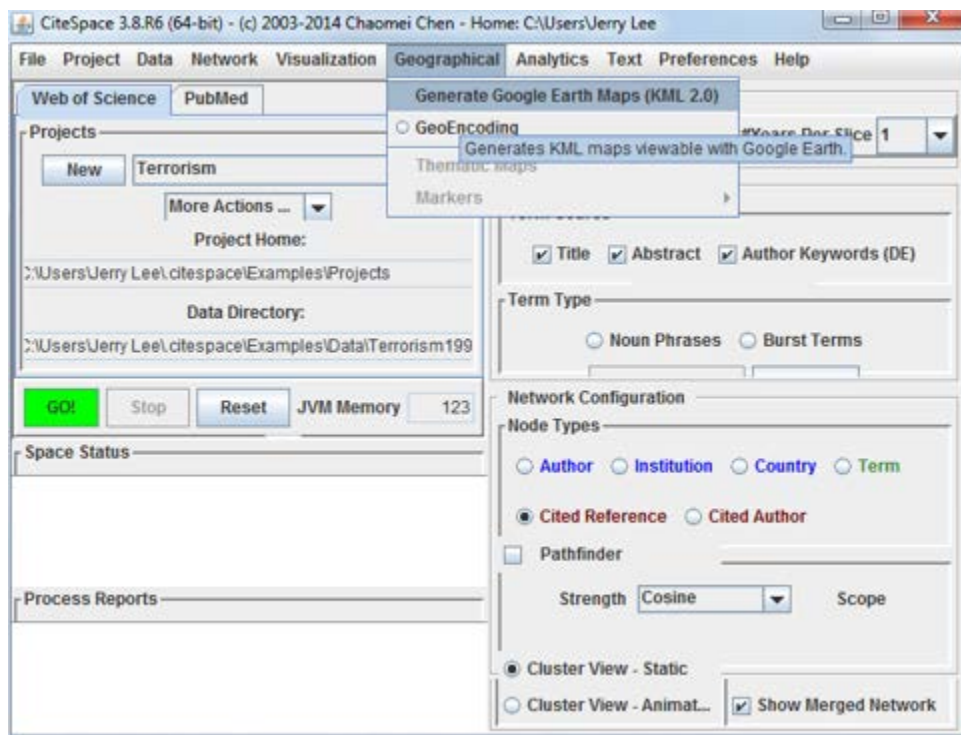 CiteSpace 3.8.R6 (64-bit) - (c) 2003-2014 Chaomei Chen - Home: C:\Users\Jerry Lee
File Project Data Network Visualization Geographical Analytics Text Preferences Help
Web of Science PubMed
Generate Google Earth Maps (KML 2.0)
GeoEncoding
#Years Per Slice 1
Generates KML maps viewable with Google Earth.
Thematic Maps
Markers
Projects
New Terrorism
More Actions ...
Project Home:
C:\Users\Jerry Lee\.citespace\Examples\Projects
Data Directory:
C:\Users\Jerry Lee\.citespace\Examples\Data\Terrorism199
GO! Stop Reset JVM Memory 123
Space Status
Process Reports
Title Abstract Author Keywords (DE)
Term Type
Noun Phrases Burst Terms
Network Configuration
Node Types
Author Institution Country Term
Cited Reference Cited Author
Pathfinder
Strength Cosine Scope
Cluster View - Static
Cluster View - Animat... Show Merged Network